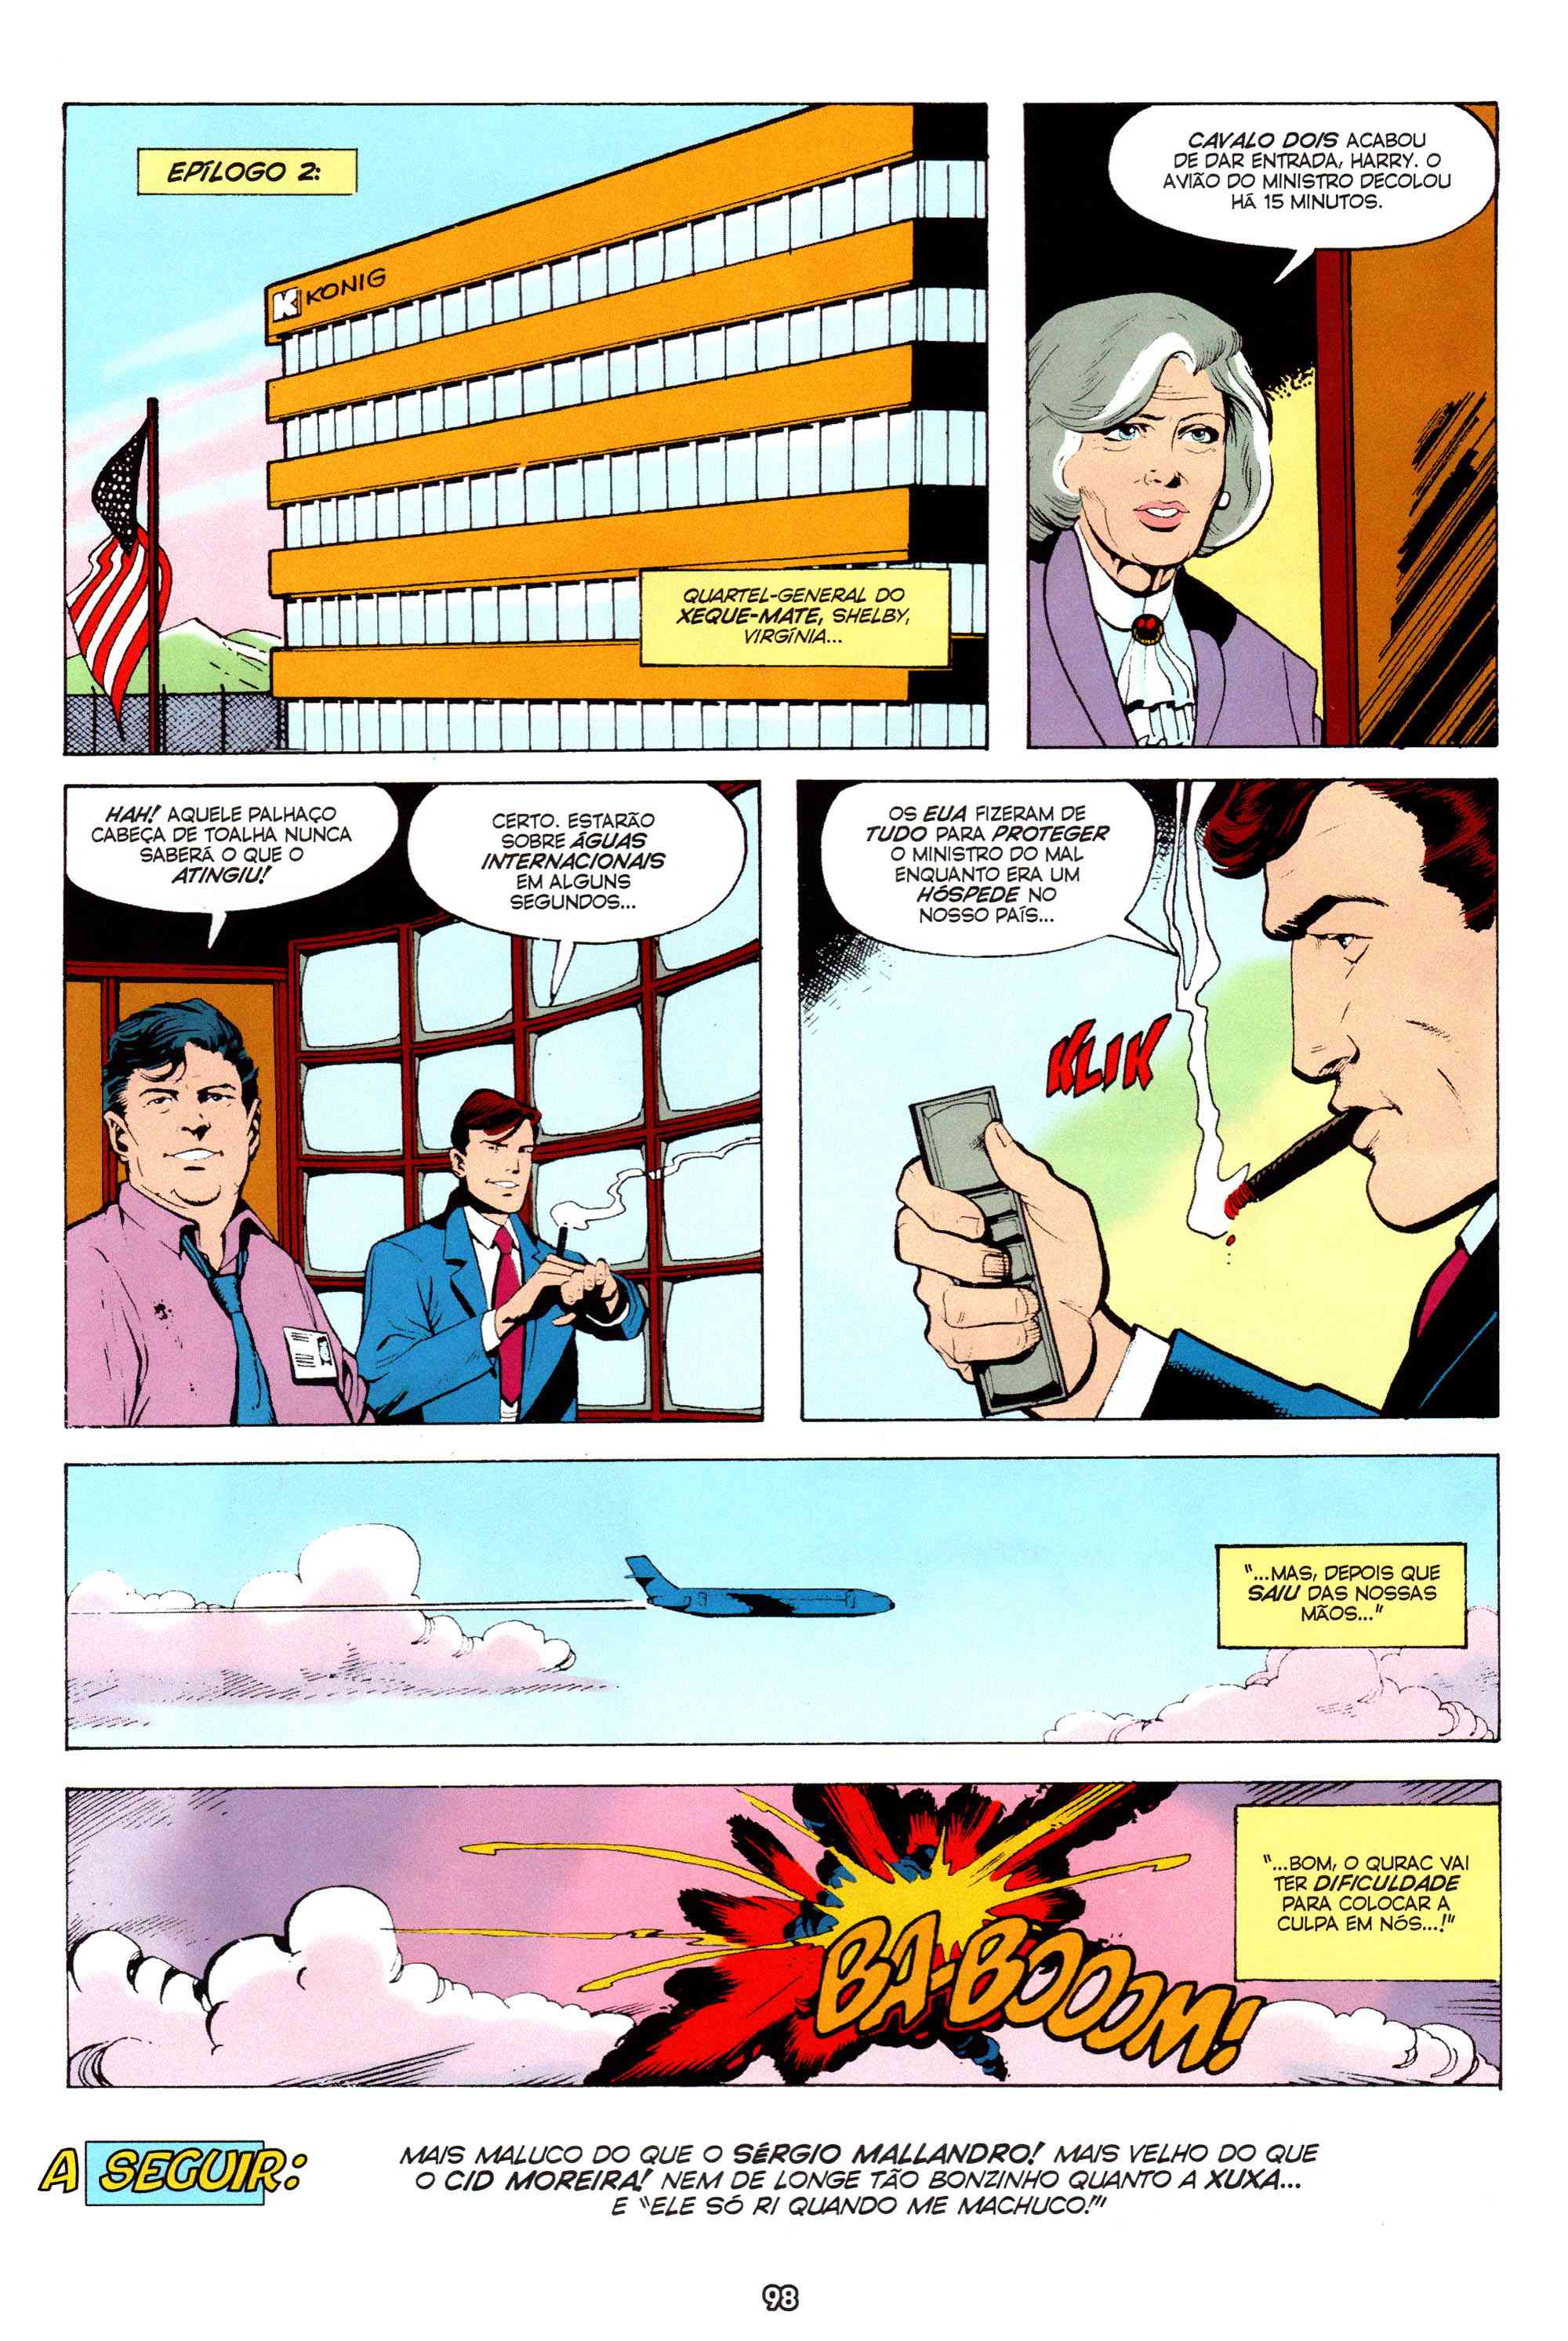 EPÍLOGO 2:
K KONIG
QUARTEL-GENERAL DO
XEQUE-MATE, SHELBY,
VIRGÍNIA...
CAVALO DOIS ACABOU
DE DAR ENTRADA, HARRY. O
AVIÃO DO MINISTRO DECOLOU
HÁ 15 MINUTOS.
HAH! AQUELE PALHAÇO
CABEÇA DE TOALHA NUNCA
SABERÁ O QUE O
ATINGIU!
CERTO. ESTARÃO
SOBRE ÁGUAS
INTERNACIONAIS
EM ALGUNS
SEGUNDOS...
OS EUA FIZERAM DE
TUDO PARA PROTEGER
O MINISTRO DO MAL
ENQUANTO ERA UM
HÓSPEDE NO
NOSSO PAÍS...
KLIK
"...MAS, DEPOIS QUE
SAIU DAS NOSSAS
MÃOS..."
"...BOM, O QURAC VAI
TER DIFICULDADE
PARA COLOCAR A
CULPA EM NÓS...!"
BA-BOOOM!
A SEGUIR:
MAIS MALUCO DO QUE O SÉRGIO MALLANDRO! MAIS VELHO DO QUE
O CID MOREIRA! NEM DE LONGE TÃO BONZINHO QUANTO A XUXA...
E "ELE SÓ RI QUANDO ME MACHUCO!"
98